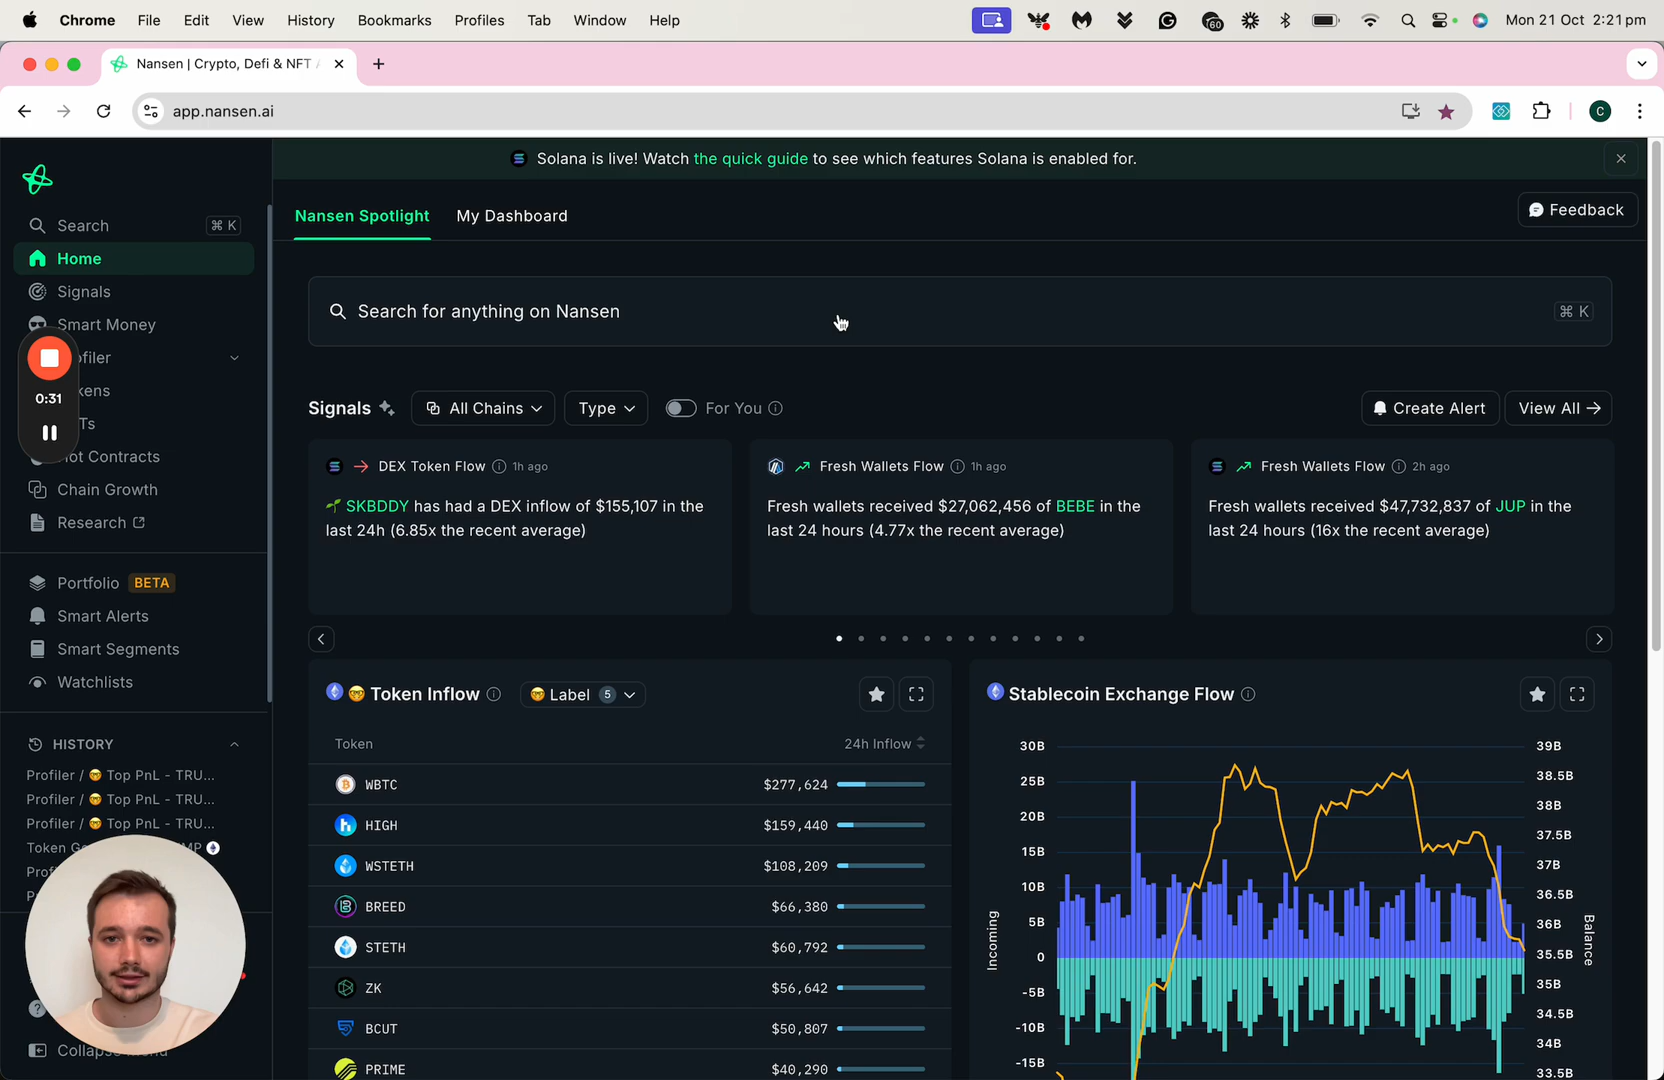 Chrome File Edit View History Bookmarks Profiles Tab Window Help
60
Mon 21 Oct 2:21 pm
Nansen | Crypto, Defi & NFT
app.nansen.ai
C
Solana is live! Watch the quick guide to see which features Solana is enabled for.
Search ⌘ K
Home
Signals
Smart Money
0:31
Chain Growth
Research
Portfolio BETA
Smart Alerts
Smart Segments
Watchlists
HISTORY
Profiler / 🤓 Top PnL - TRU...
Profiler / 🤓 Top PnL - TRU...
Profiler / 🤓 Top PnL - TRU...
Nansen Spotlight My Dashboard
Feedback
Search for anything on Nansen ⌘ K
Signals All Chains Type For You
Create Alert View All →
DEX Token Flow 1h ago
🌱 SKBDDY has had a DEX inflow of $155,107 in the
last 24h (6.85x the recent average)
Fresh Wallets Flow 1h ago
Fresh wallets received $27,062,456 of BEBE in the
last 24 hours (4.77x the recent average)
Fresh Wallets Flow 2h ago
Fresh wallets received $47,732,837 of JUP in the
last 24 hours (16x the recent average)
🤓 Token Inflow 🤓 Label 5
Token 24h Inflow
WBTC $277,624
HIGH $159,440
WSTETH $108,209
BREED $66,380
STETH $60,792
ZK $56,642
BCUT $50,807
PRIME $40,290
Stablecoin Exchange Flow
30B
25B
20B
15B
10B
5B
0
-5B
-10B
-15B
Incoming
39B
38.5B
38B
37.5B
37B
36.5B
36B
35.5B
35B
34.5B
34B
33.5B
Balance